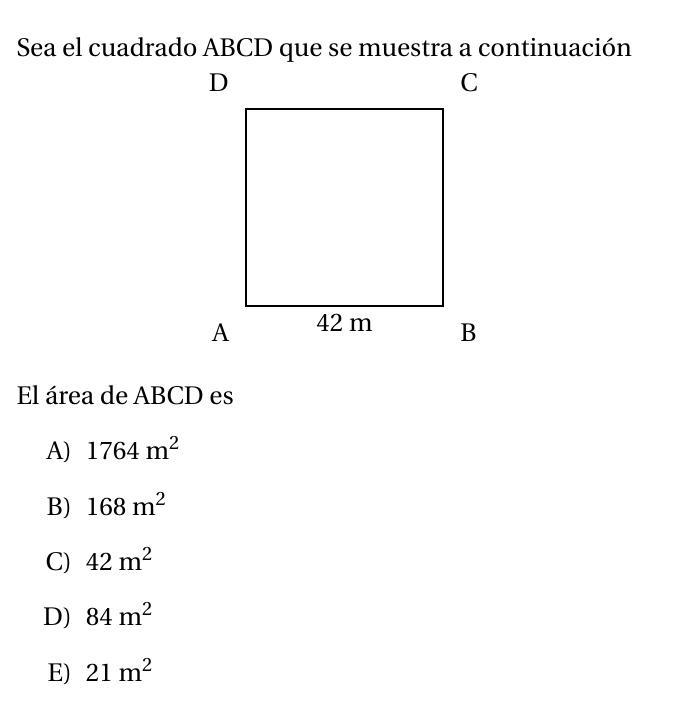 Sea el cuadrado ABCD que se muestra a continuación
D C
A 42 m B
El área de ABCD es
A) 1764 m²
B) 168 m²
C) 42 m²
D) 84 m²
E) 21 m²